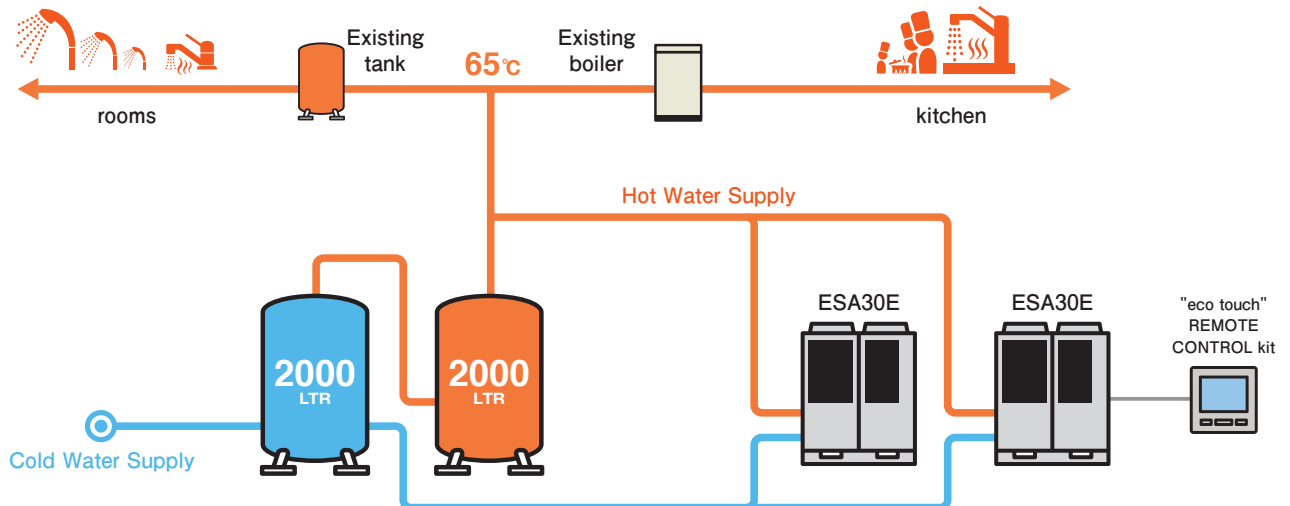 Existing
tank
65℃
Existing
boiler
rooms
kitchen
Hot Water Supply
ESA30E
ESA30E
"eco touch"
REMOTE
CONTROL kit
2000
LTR
2000
LTR
Cold Water Supply